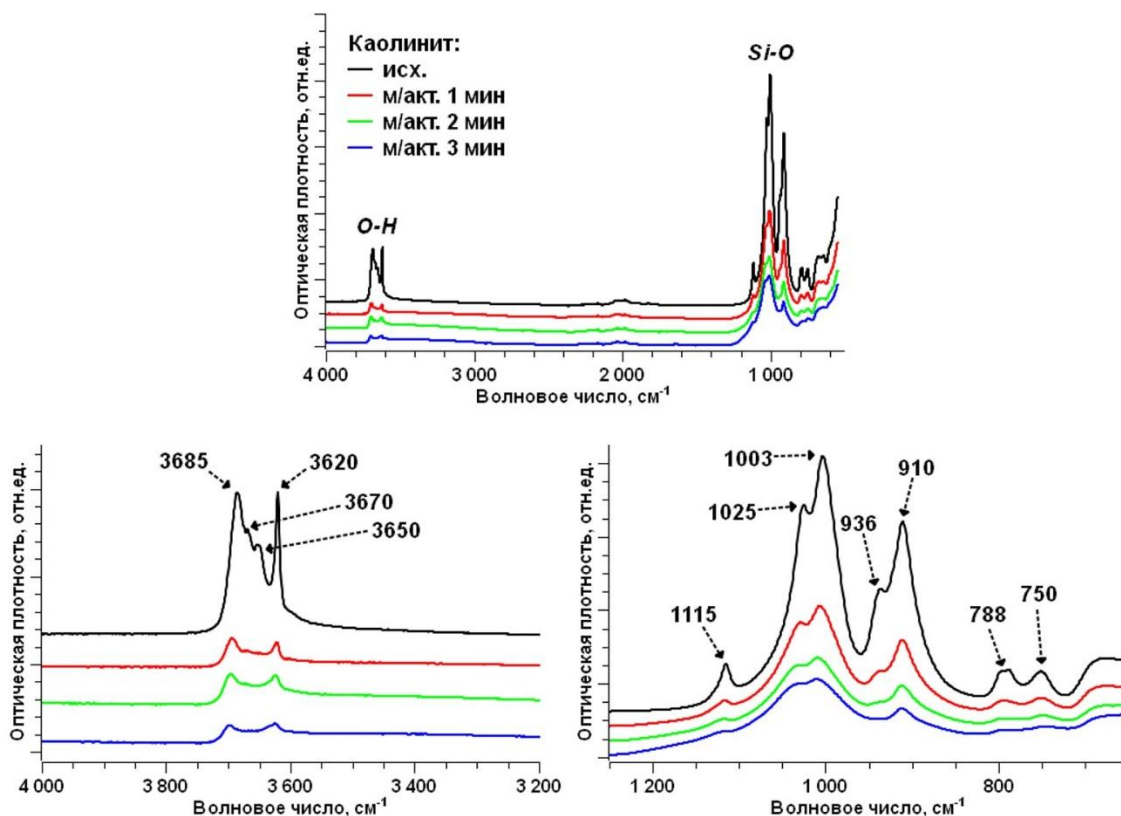 Каолинит:
исх.
м/акт. 1 мин
м/акт. 2 мин
м/акт. 3 мин
O-H
Si-O
Оптическая плотность, отн.ед.
4 000 3 000 2 000 1 000
Волновое число, см-1
3685
3620
3670
3650
Оптическая плотность, отн.ед.
4 000 3 800 3 600 3 400 3 200
Волновое число, см-1
1003
910
1025
936
1115
788
750
Оптическая плотность, отн.ед.
1 200 1 000 800
Волновое число, см-1